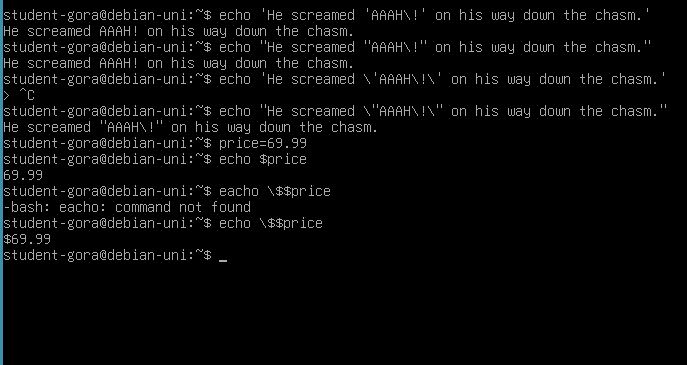 student-gora@debian-uni:~$ echo 'He screamed 'AAAH\!' on his way down the chasm.'
He screamed AAAH! on his way down the chasm.
student-gora@debian-uni:~$ echo "He screamed "AAAH\!" on his way down the chasm."
He screamed AAAH! on his way down the chasm.
student-gora@debian-uni:~$ echo 'He screamed \'AAAH\!\' on his way down the chasm.'
> ^C
student-gora@debian-uni:~$ echo "He screamed \"AAAH\!\" on his way down the chasm."
He screamed "AAAH\!" on his way down the chasm.
student-gora@debian-uni:~$ price=69.99
student-gora@debian-uni:~$ echo $price
69.99
student-gora@debian-uni:~$ eacho \$$price
-bash: eacho: command not found
student-gora@debian-uni:~$ echo \$$price
$69.99
student-gora@debian-uni:~$ _